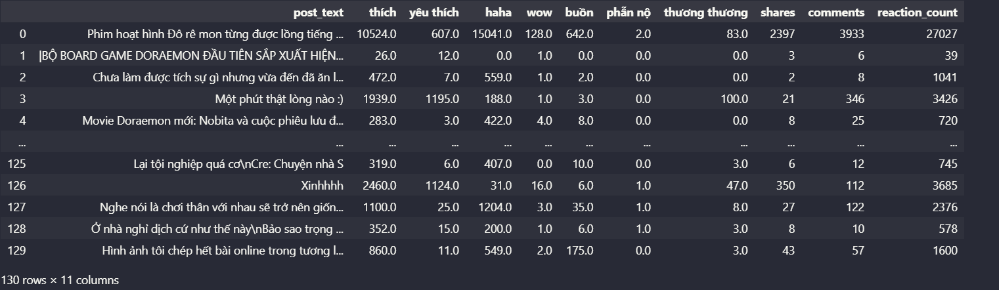 post_text thích yêu thích haha wow buồn phẫn nộ thương thương shares comments reaction_count
0 Phim hoạt hình Đô rê mon từng được lồng tiếng ... 10524.0 607.0 15041.0 128.0 642.0 2.0 83.0 2397 3933 27027
1 |BỘ BOARD GAME DORAEMON ĐẦU TIÊN SẮP XUẤT HIỆN... 26.0 12.0 0.0 1.0 0.0 0.0 0.0 3 6 39
2 Chưa làm được tích sự gì nhưng vừa đến đã ăn l... 472.0 7.0 559.0 1.0 2.0 0.0 0.0 2 8 1041
3 Một phút thật lòng nào :) 1939.0 1195.0 188.0 1.0 3.0 0.0 100.0 21 346 3426
4 Movie Doraemon mới: Nobita và cuộc phiêu lưu đ... 283.0 3.0 422.0 4.0 8.0 0.0 0.0 8 25 720
... ... ... ... ... ... ... ... ... ... ... ...
125 Lại tội nghiệp quá cơ\nCre: Chuyện nhà S 319.0 6.0 407.0 0.0 10.0 0.0 3.0 6 12 745
126 Xinhhhh 2460.0 1124.0 31.0 16.0 6.0 1.0 47.0 350 112 3685
127 Nghe nói là chơi thân với nhau sẽ trở nên giốn... 1100.0 25.0 1204.0 3.0 35.0 1.0 8.0 27 122 2376
128 Ở nhà nghỉ dịch cứ như thế này\nBảo sao trọng ... 352.0 15.0 200.0 1.0 6.0 1.0 3.0 8 10 578
129 Hình ảnh tôi chép hết bài online trong tương l... 860.0 11.0 549.0 2.0 175.0 0.0 3.0 43 57 1600
130 rows × 11 columns